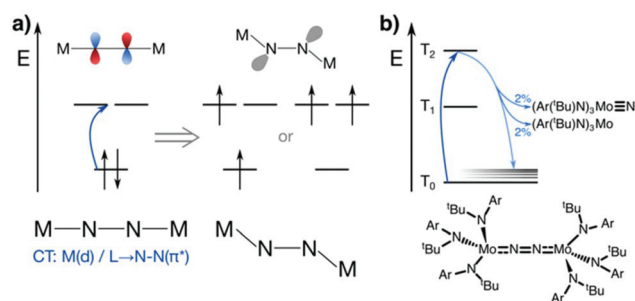 a)
E
M M
M N N M
or
M—N—N—M
CT: M(d) / L→N-N(π*)
M N N M
b)
E
T₂
T₁
T₀
2%
(Ar(ᵗBu)N)₃Mo≡N
(Ar(ᵗBu)N)₃Mo
2%
ᵗBu Ar Ar ᵗBu
Ar N N
N ᵗBu
ᵗBu Mo=N=N=Mo Ar
ᵗBu N N
N ᵗBu
Ar Ar